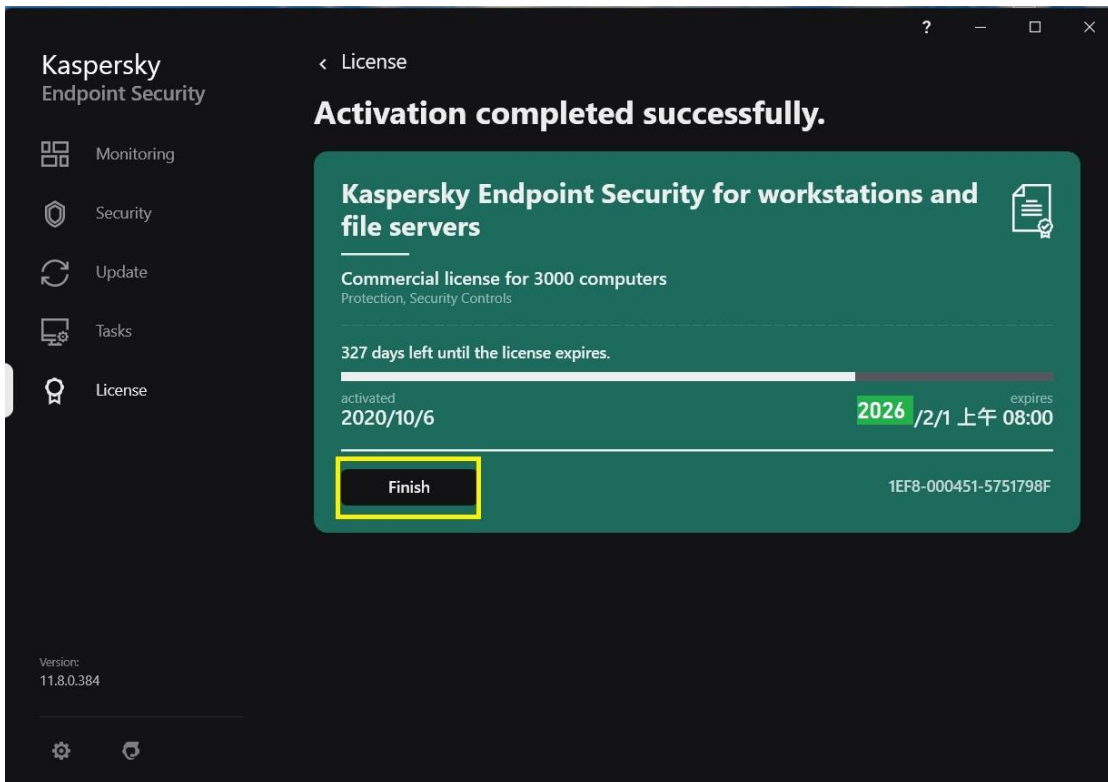 ?
Kaspersky
Endpoint Security
Monitoring
Security
Update
Tasks
License
Version:
11.8.0.384
License
Activation completed successfully.
Kaspersky Endpoint Security for workstations and
file servers
Commercial license for 3000 computers
Protection, Security Controls
327 days left until the license expires.
activated
2020/10/6
expires
2026 /2/1 上午 08:00
Finish
1EF8-000451-5751798F